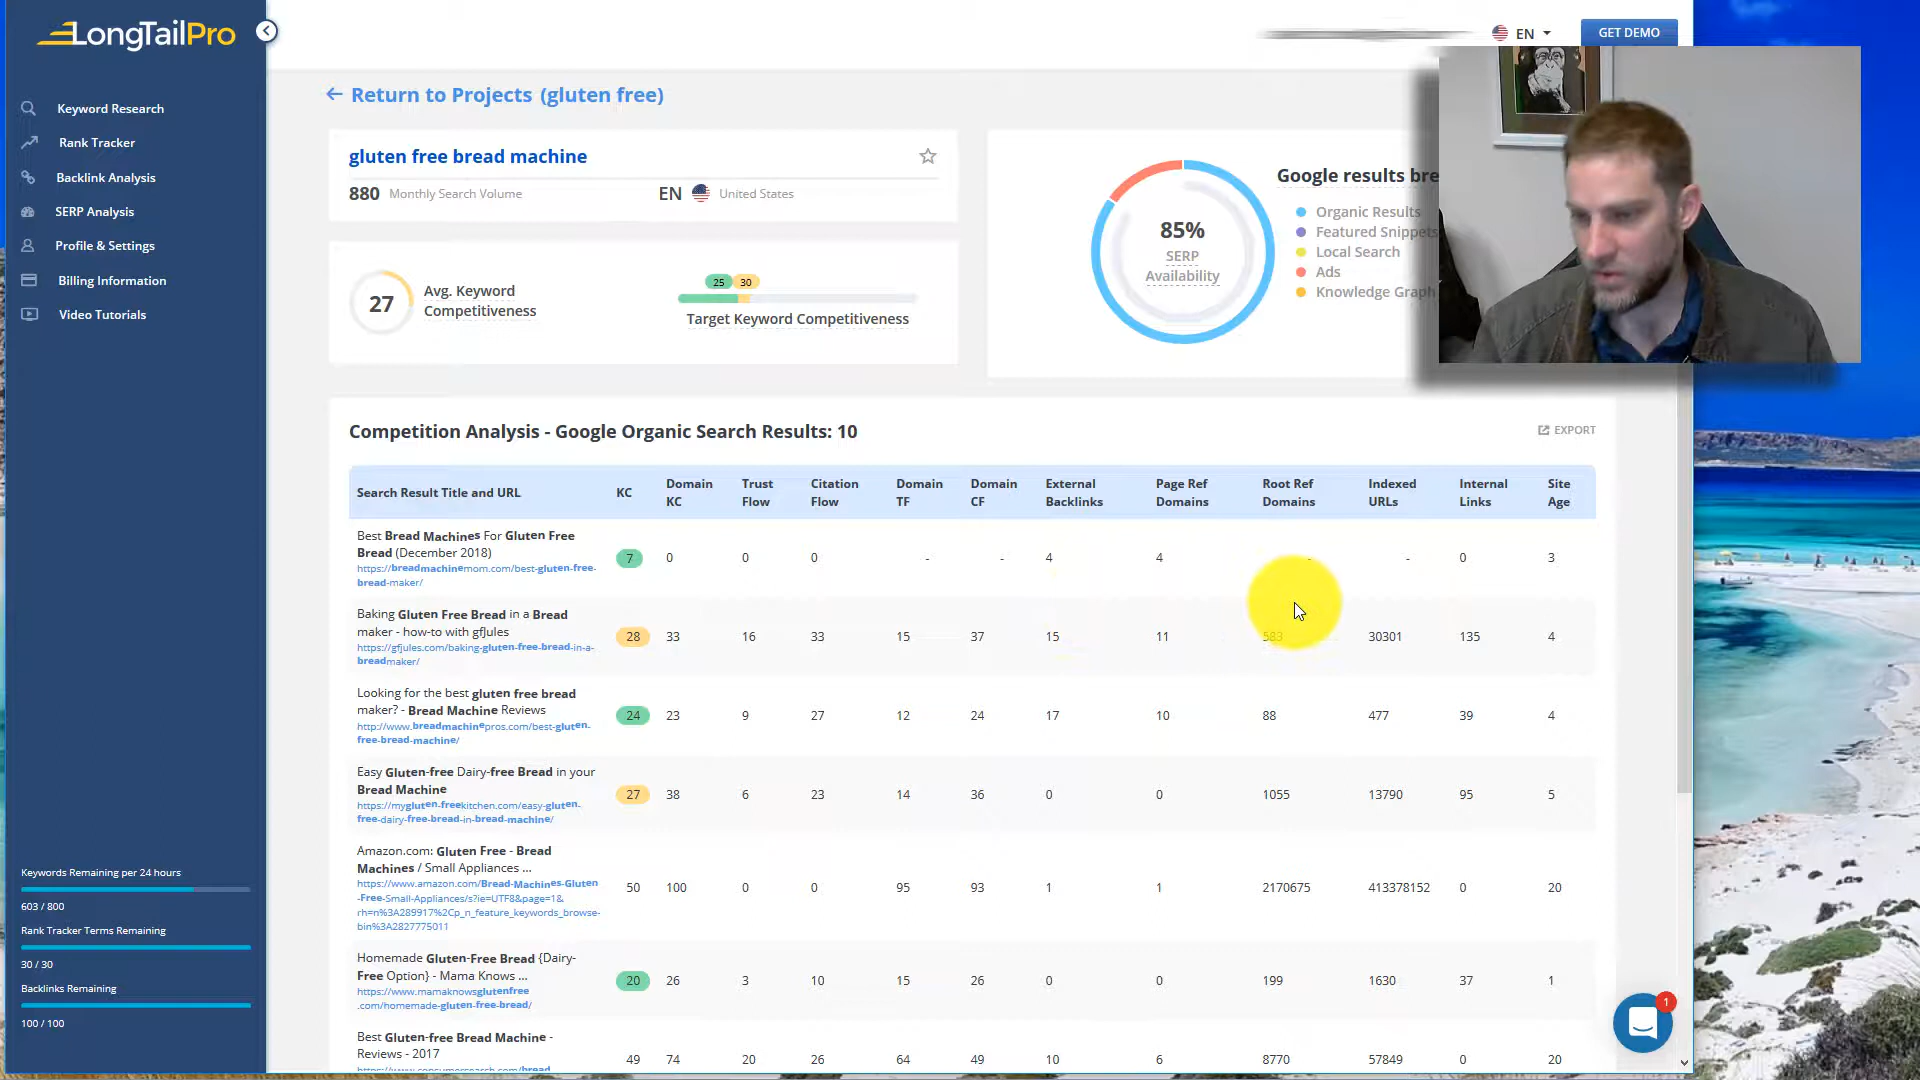 LongTailPro
EN
GET DEMO
Keyword Research
Rank Tracker
Backlink Analysis
SERP Analysis
Profile & Settings
Billing Information
Video Tutorials
Keywords Remaining per 24 hours
603 / 800
Rank Tracker Terms Remaining
30 / 30
Backlinks Remaining
100 / 100
Return to Projects (gluten free)
gluten free bread machine
880 Monthly Search Volume
EN United States
27
Avg. Keyword
Competitiveness
25 30
Target Keyword Competitiveness
85%
SERP
Availability
Google results bre
Organic Results
Featured Snippets
Local Search
Ads
Knowledge Graph
Competition Analysis - Google Organic Search Results: 10
EXPORT
Search Result Title and URL KC Domain KC Trust Flow Citation Flow Domain TF Domain CF External Backlinks Page Ref Domains Root Ref Domains Indexed URLs Internal Links Site Age
Best Bread Machines For Gluten Free
Bread (December 2018)
https://breadmachinemom.com/best-gluten-free-
bread-maker/
7 0 0 0 - - 4 4 - - 0 3
Baking Gluten Free Bread in a Bread
maker - how-to with gfJules
https://gfjules.com/baking-gluten-free-bread-in-a-
breadmaker/
28 33 16 33 15 37 15 11 583 30301 135 4
Looking for the best gluten free bread
maker? - Bread Machine Reviews
http://www.breadmachinepros.com/best-gluten-
free-bread-machine/
24 23 9 27 12 24 17 10 88 477 39 4
Easy Gluten-free Dairy-free Bread in your
Bread Machine
https://mygluten-freekitchen.com/easy-gluten-
free-dairy-free-bread-in-bread-machine/
27 38 6 23 14 36 0 0 1055 13790 95 5
Amazon.com: Gluten Free - Bread
Machines / Small Appliances ...
https://www.amazon.com/Bread-Machines-Gluten
-Free-Small-Appliances/s?ie=UTF8&page=1&
rh=n%3A289917%2Cp_n_feature_keywords_browse-
bin%3A2827775011
50 100 0 0 95 93 1 1 2170675 413378152 0 20
Homemade Gluten-Free Bread {Dairy-
Free Option} - Mama Knows ...
https://www.mamaknowsglutenfree
.com/homemade-gluten-free-bread/
20 26 3 10 15 26 0 0 199 1630 37 1
Best Gluten-free Bread Machine -
Reviews - 2017
49 74 20 26 64 49 10 6 8770 57849 0 20
1